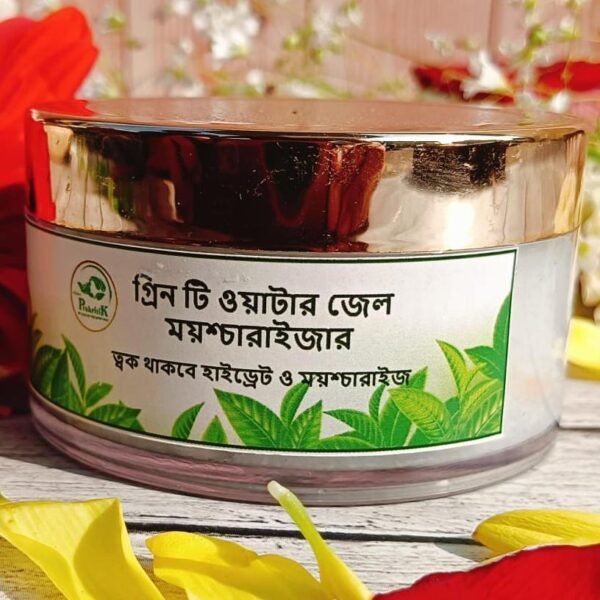 গ্রিন টি ওয়াটার জেল
ময়শ্চারাইজার
ত্বক থাকবে হাইড্রেট ও ময়শ্চারাইজ